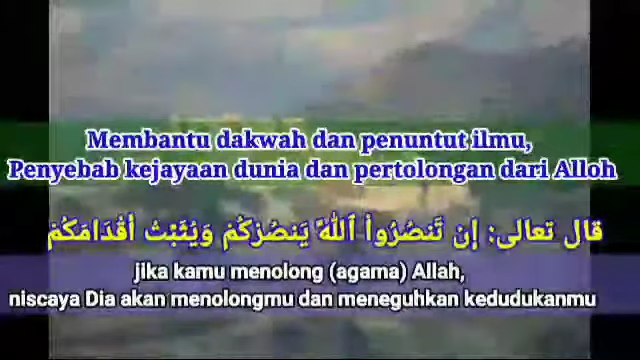 Membantu dakwah dan penuntut ilmu,
Penyebab kejayaan dunia dan pertolongan dari Alloh
قال تعالى: إِن تَنصُرُوا۟ ٱللَّهَ يَنصُرْكُمْ وَيُثَبِّتْ أَقْدَامَكُمْ
jika kamu menolong (agama) Allah,
niscaya Dia akan menolongmu dan meneguhkan kedudukanmu